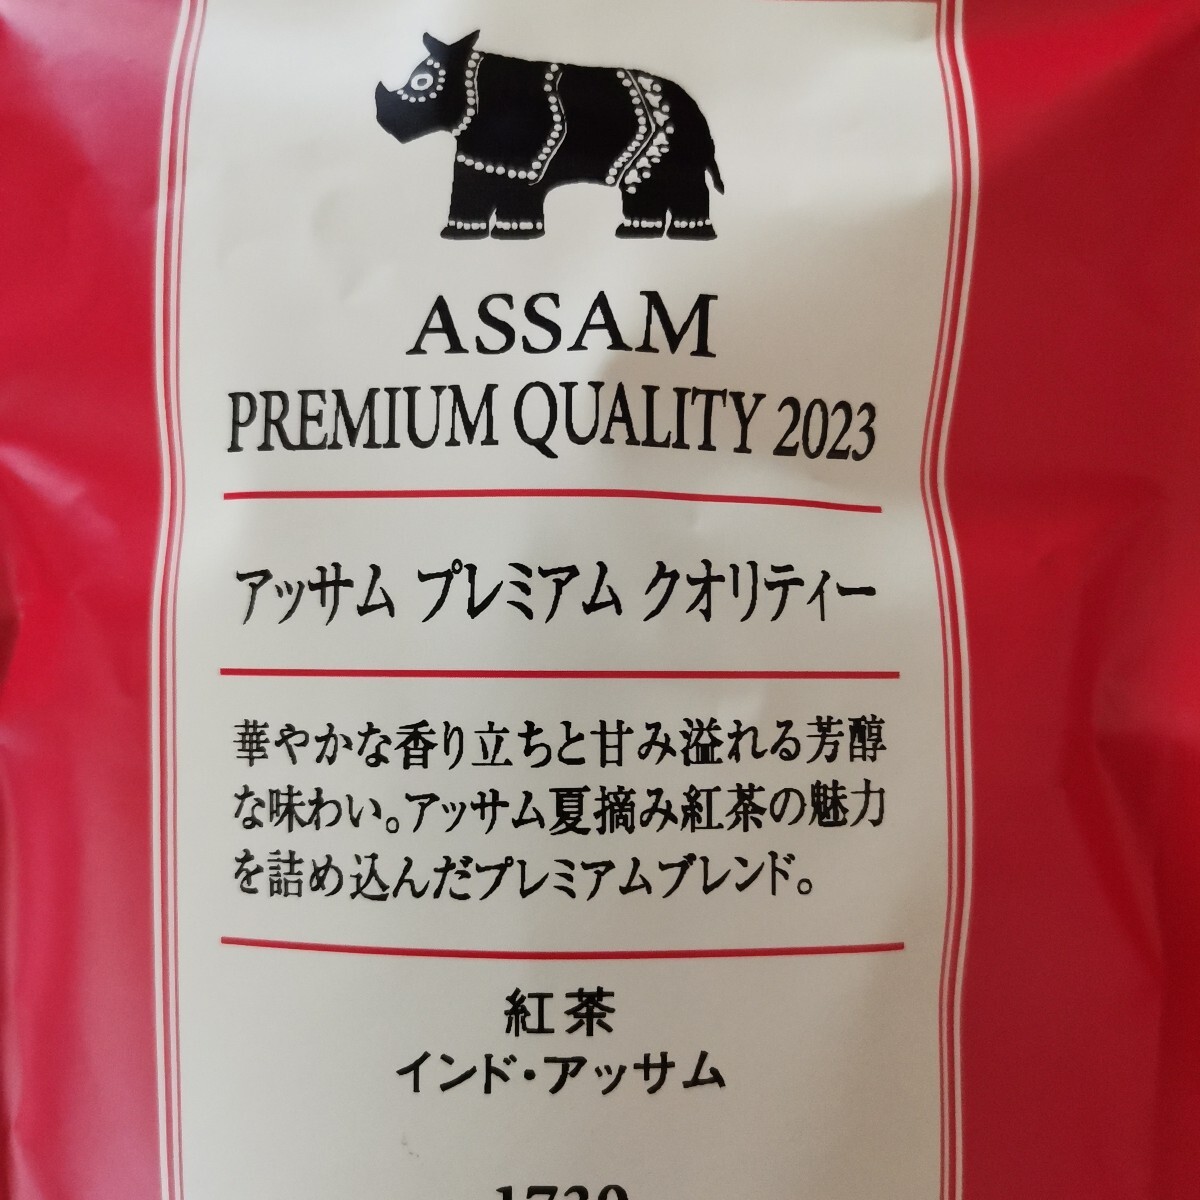 ASSAM
PREMIUM QUALITY 2023
アッサム プレミアム クオリティー
華やかな香り立ちと甘み溢れる芳醇
な味わい。アッサム夏摘み紅茶の魅力
を詰め込んだプレミアムブレンド。
紅茶
インド・アッサム